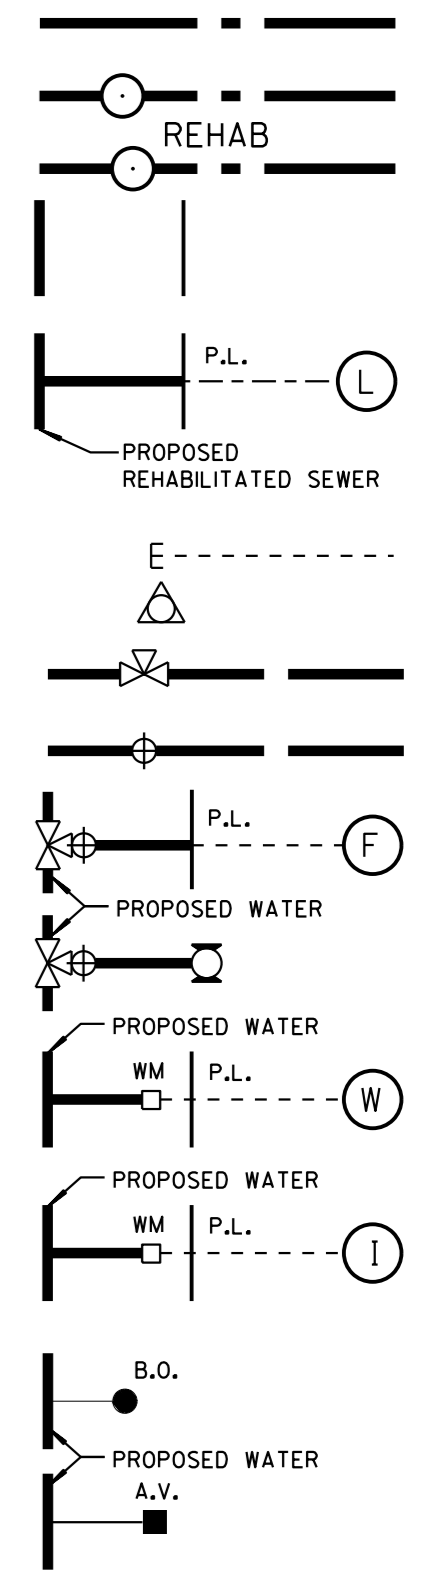 REHAB
P.L.
L
PROPOSED
REHABILITATED SEWER
E
P.L.
F
PROPOSED WATER
PROPOSED WATER
WM P.L.
W
PROPOSED WATER
WM P.L.
I
B.O.
PROPOSED WATER
A.V.